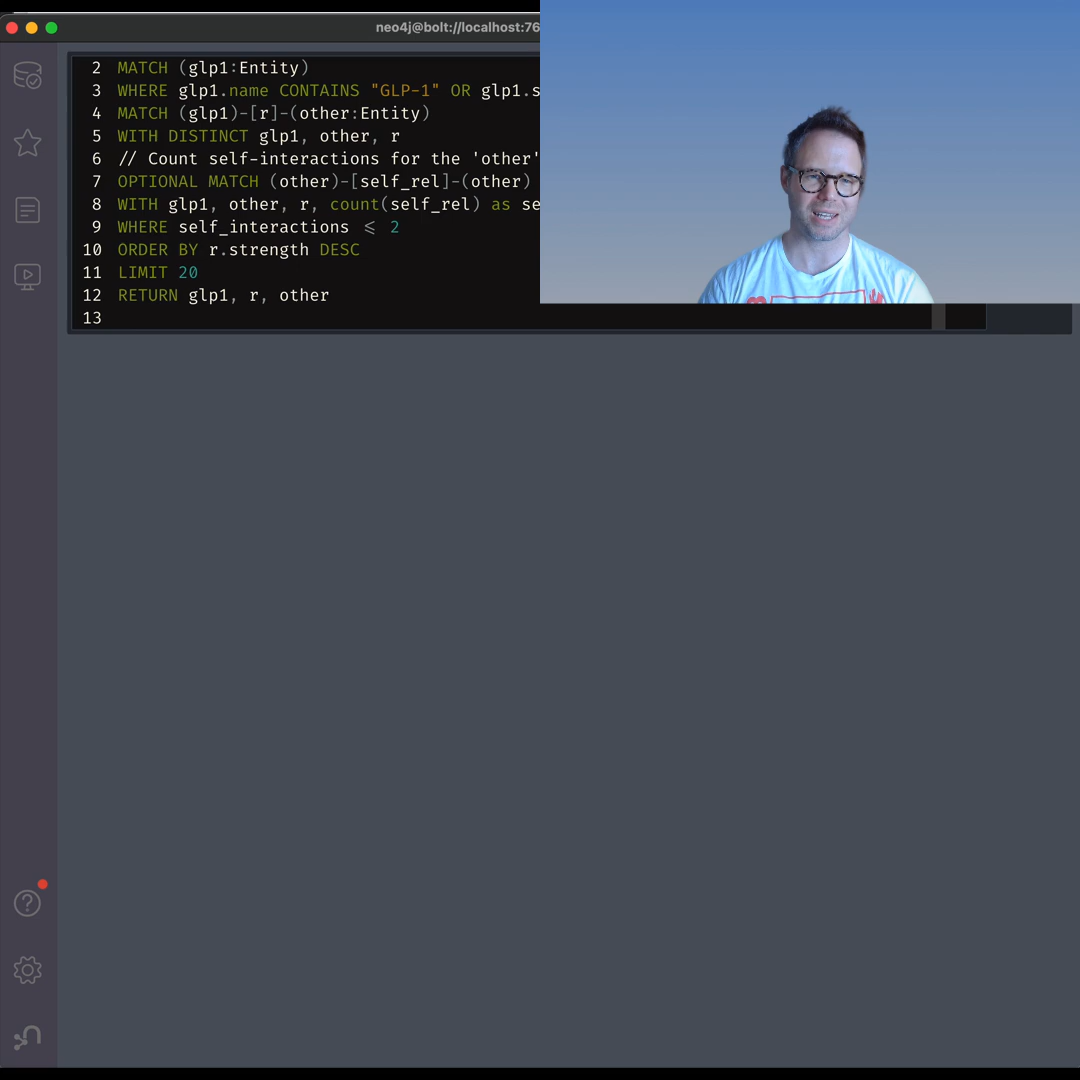 neo4j@bolt://localhost:76
2 MATCH (glp1:Entity)
3 WHERE glp1.name CONTAINS "GLP-1" OR glp1.s
4 MATCH (glp1)-[r]-(other:Entity)
5 WITH DISTINCT glp1, other, r
6 // Count self-interactions for the 'other'
7 OPTIONAL MATCH (other)-[self_rel]-(other)
8 WITH glp1, other, r, count(self_rel) as se
9 WHERE self_interactions <= 2
10 ORDER BY r.strength DESC
11 LIMIT 20
12 RETURN glp1, r, other
13